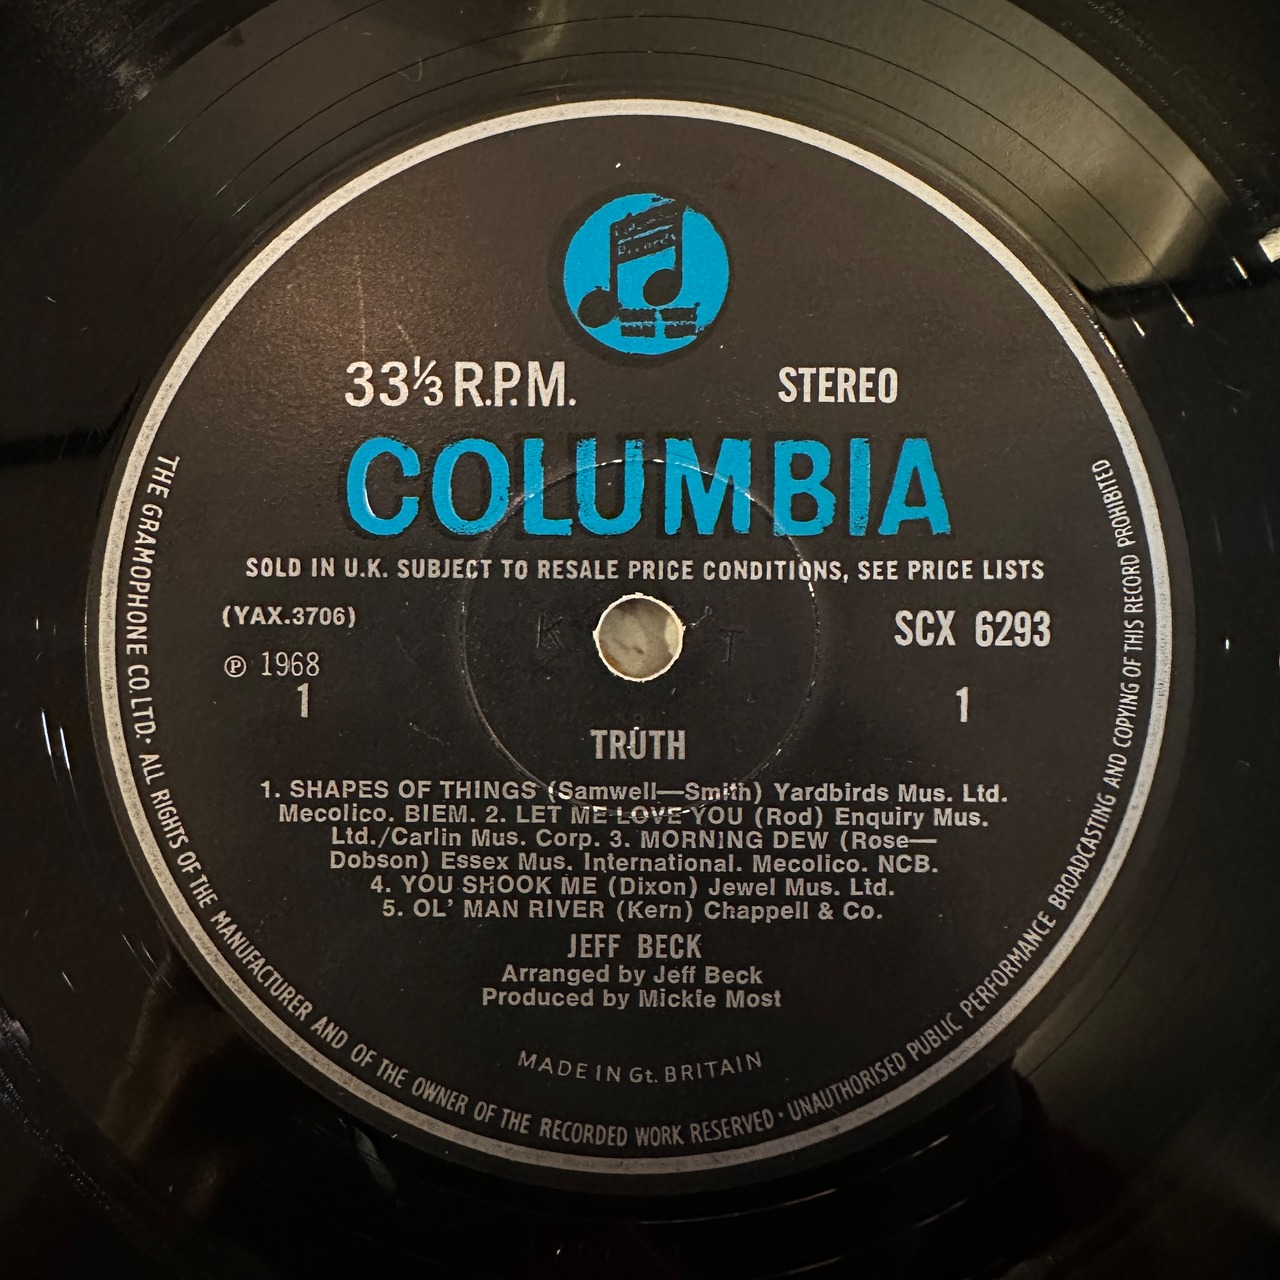 Columbia
Records
33⅓ R.P.M.
STEREO
COLUMBIA
SOLD IN U.K. SUBJECT TO RESALE PRICE CONDITIONS, SEE PRICE LISTS
(YAX.3706)
SCX 6293
℗ 1968
1
1
K T
TRUTH
1. SHAPES OF THINGS (Samwell—Smith) Yardbirds Mus. Ltd.
Mecolico. BIEM. 2. LET ME LOVE YOU (Rod) Enquiry Mus.
Ltd./Carlin Mus. Corp. 3. MORNING DEW (Rose—
Dobson) Essex Mus. International. Mecolico. NCB.
4. YOU SHOOK ME (Dixon) Jewel Mus. Ltd.
5. OL' MAN RIVER (Kern) Chappell & Co.
JEFF BECK
Arranged by Jeff Beck
Produced by Mickie Most
MADE IN Gt. BRITAIN
THE GRAMOPHONE CO. LTD. • ALL RIGHTS OF THE MANUFACTURER AND OF THE OWNER OF THE RECORDED WORK RESERVED • UNAUTHORISED PUBLIC PERFORMANCE BROADCASTING AND COPYING OF THIS RECORD PROHIBITED